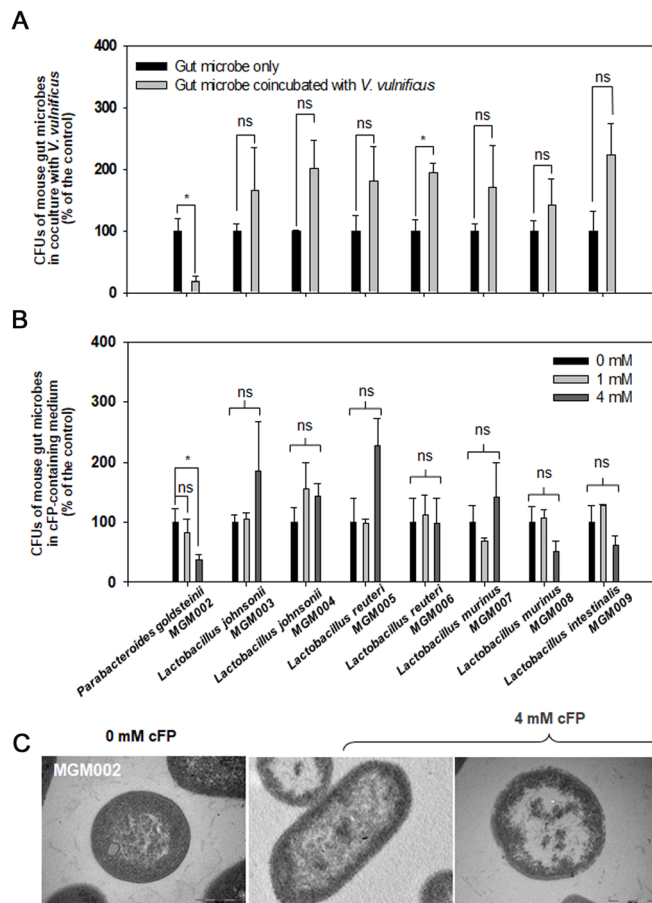 A
CFUs of mouse gut microbes
in coculture with V. vulnificus
(% of the control)
400
300
200
100
0
Gut microbe only
Gut microbe coincubated with V. vulnificus
*
ns
ns
ns
*
ns
ns
ns
B
CFUs of mouse gut microbes
in cFP-containing medium
(% of the control)
400
300
200
100
0
0 mM
1 mM
4 mM
*
ns
ns
ns
ns
ns
ns
ns
ns
Parabacteroides goldsteinii
MGM002
Lactobacillus johnsonii
MGM003
Lactobacillus johnsonii
MGM004
Lactobacillus reuteri
MGM005
Lactobacillus reuteri
MGM006
Lactobacillus murinus
MGM007
Lactobacillus murinus
MGM008
Lactobacillus intestinalis
MGM009
C
0 mM cFP
4 mM cFP
MGM002